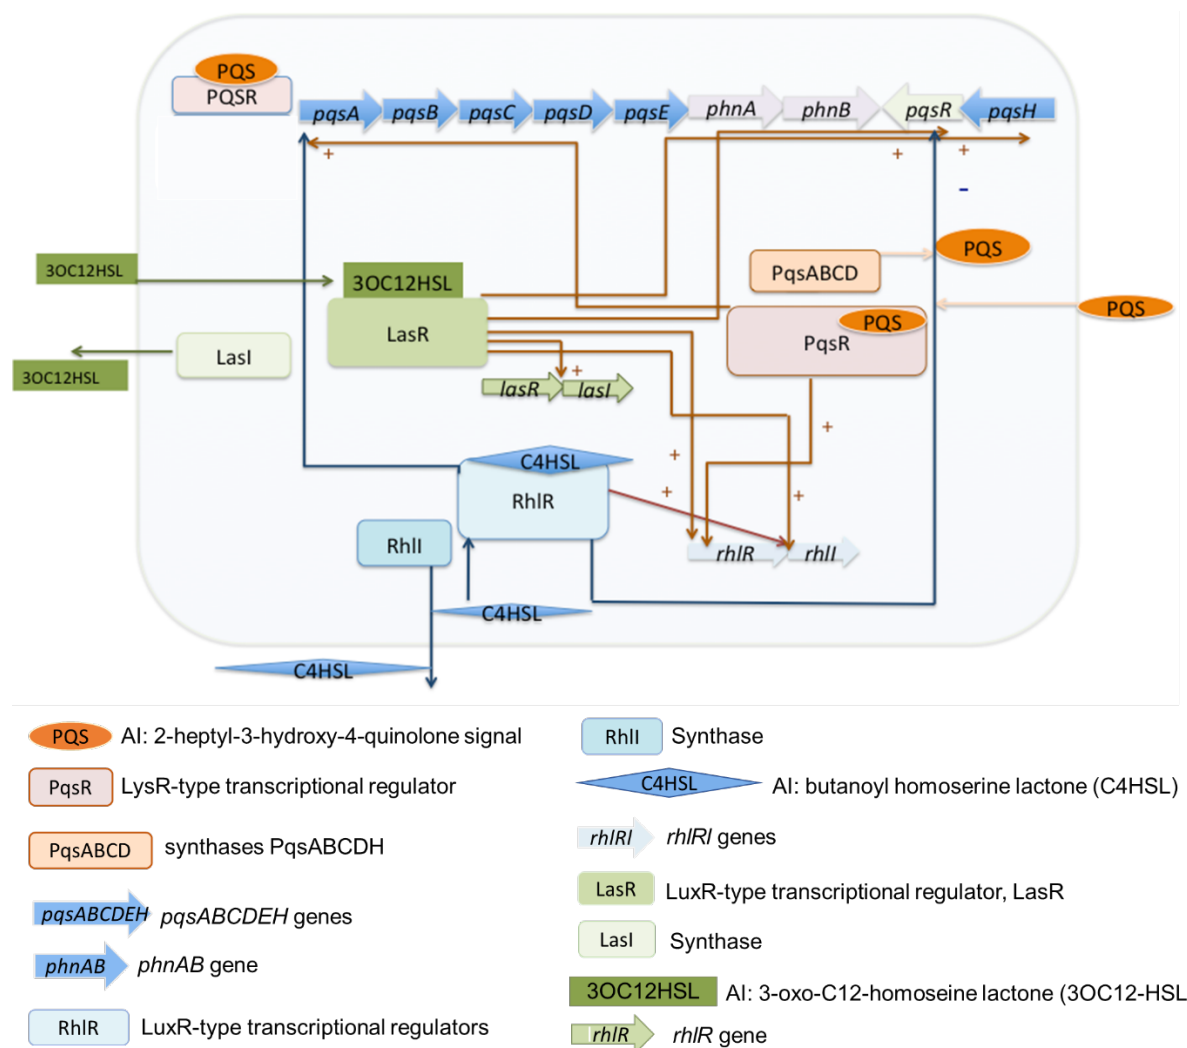 PQS
PQSR
pqsA pqsB pqsC pqsD pqsE phnA phnB pqsR pqsH
+ + +
-
PQS
3OC12HSL
3OC12HSL
PqsABCD
PQS
LasR
PQS
PqsR
LasI
3OC12HSL
+
lasR lasI
+
+
C4HSL
+ +
RhlR
RhlI
rhlR rhlI
C4HSL
C4HSL
PQS AI: 2-heptyl-3-hydroxy-4-quinolone signal
PqsR LysR-type transcriptional regulator
PqsABCD synthases PqsABCDH
pqsABCDEH pqsABCDEH genes
phnAB phnAB gene
RhlR LuxR-type transcriptional regulators
RhlI Synthase
C4HSL AI: butanoyl homoserine lactone (C4HSL)
rhlRI rhlRI genes
LasR LuxR-type transcriptional regulator, LasR
LasI Synthase
3OC12HSL AI: 3-oxo-C12-homoseine lactone (3OC12-HSL
rhlR rhlR gene